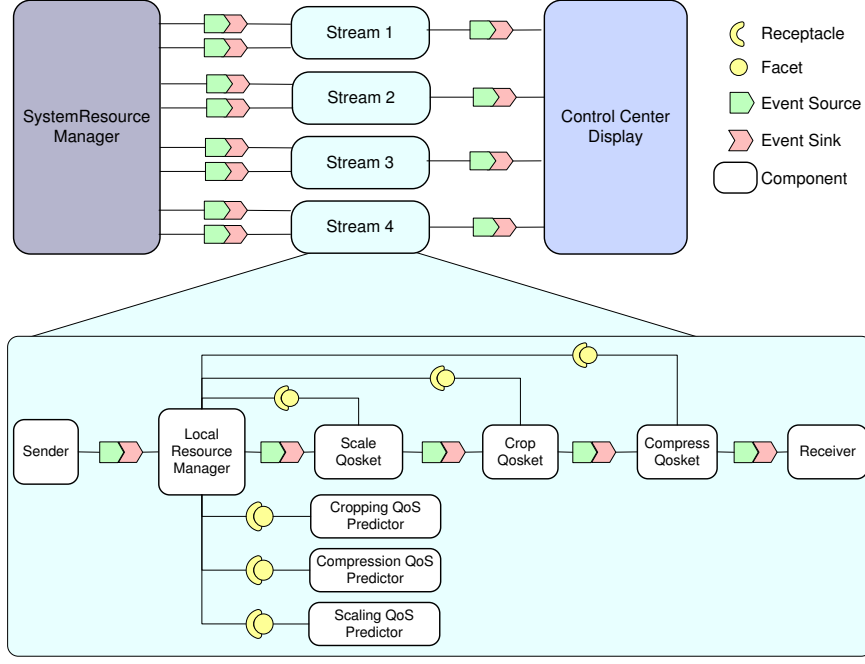 SystemResource
Manager
Stream 1
Stream 2
Stream 3
Stream 4
Control Center
Display
Receptacle
Facet
Event Source
Event Sink
Component
Sender
Local
Resource
Manager
Scale
Qosket
Crop
Qosket
Compress
Qosket
Receiver
Cropping QoS
Predictor
Compression QoS
Predictor
Scaling QoS
Predictor